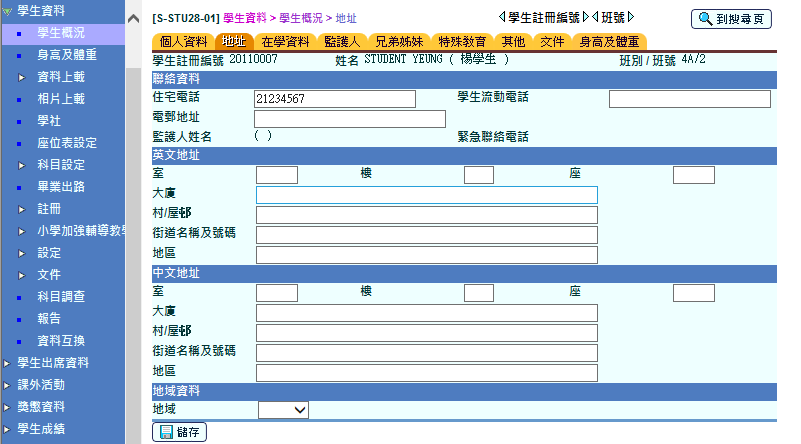 學生資料
學生概況
身高及體重
資料上載
相片上載
學社
座位表設定
科目設定
畢業出路
註冊
小學加強輔導教學
設定
文件
科目調查
報告
資料互換
學生出席資料
課外活動
獎懲資料
學生成績
[S-STU28-01] 學生資料 > 學生概況 > 地址
學生註冊編號 班號
到搜尋頁
個人資料 地址 在學資料 監護人 兄弟姊妹 特殊教育 其他 文件 身高及體重
學生註冊編號 20110007 姓名 STUDENT YEUNG ( 楊學生 ) 班別 / 班號 4A/2
聯絡資料
住宅電話 21234567 學生流動電話
電郵地址
監護人姓名 ( ) 緊急聯絡電話
英文地址
室 樓 座
大廈
村/屋邨
街道名稱及號碼
地區
中文地址
室 樓 座
大廈
村/屋邨
街道名稱及號碼
地區
地域資料
地域
儲存